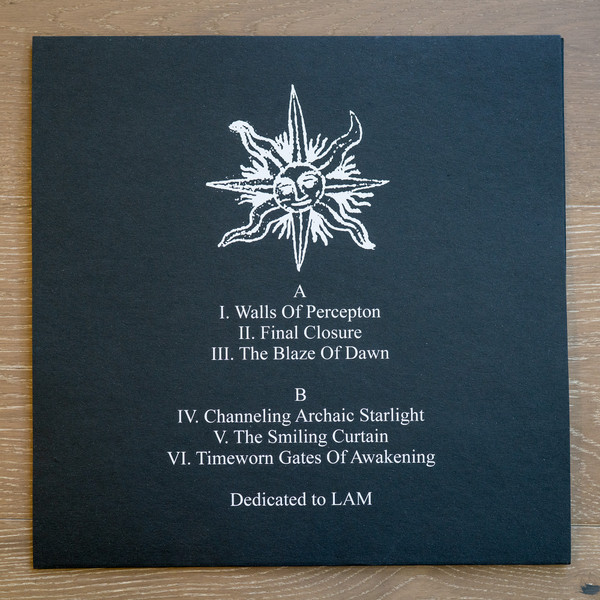 A
I. Walls Of Percepton
II. Final Closure
III. The Blaze Of Dawn
B
IV. Channeling Archaic Starlight
V. The Smiling Curtain
VI. Timeworn Gates Of Awakening
Dedicated to LAM